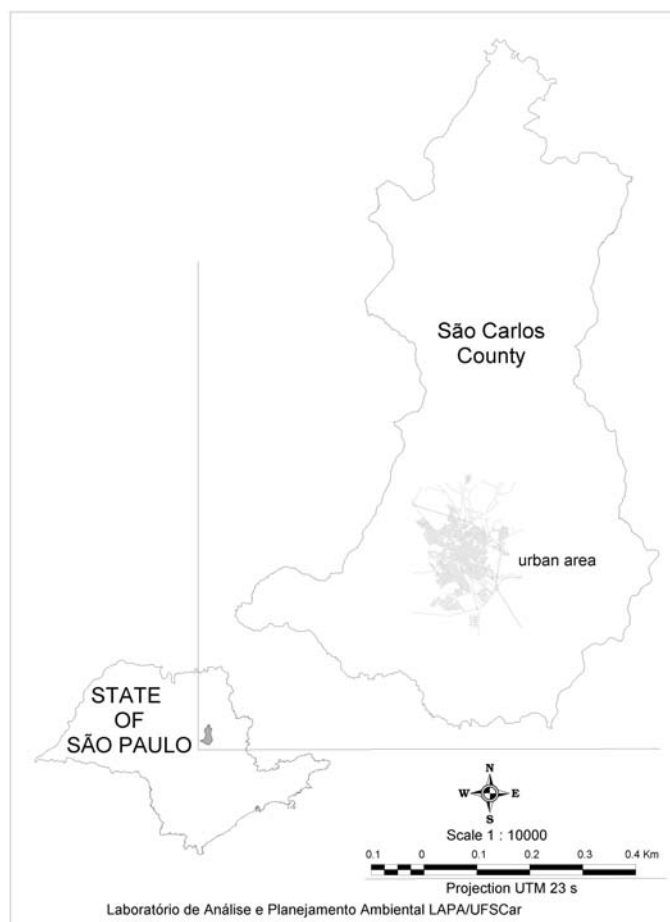 São Carlos
County
urban area
STATE
OF
SÃO PAULO
N
W E
S
Scale 1 : 10000
0.1 0 0.1 0.2 0.3 0.4 Km
Projection UTM 23 s
Laboratório de Análise e Planejamento Ambiental LAPA/UFSCar